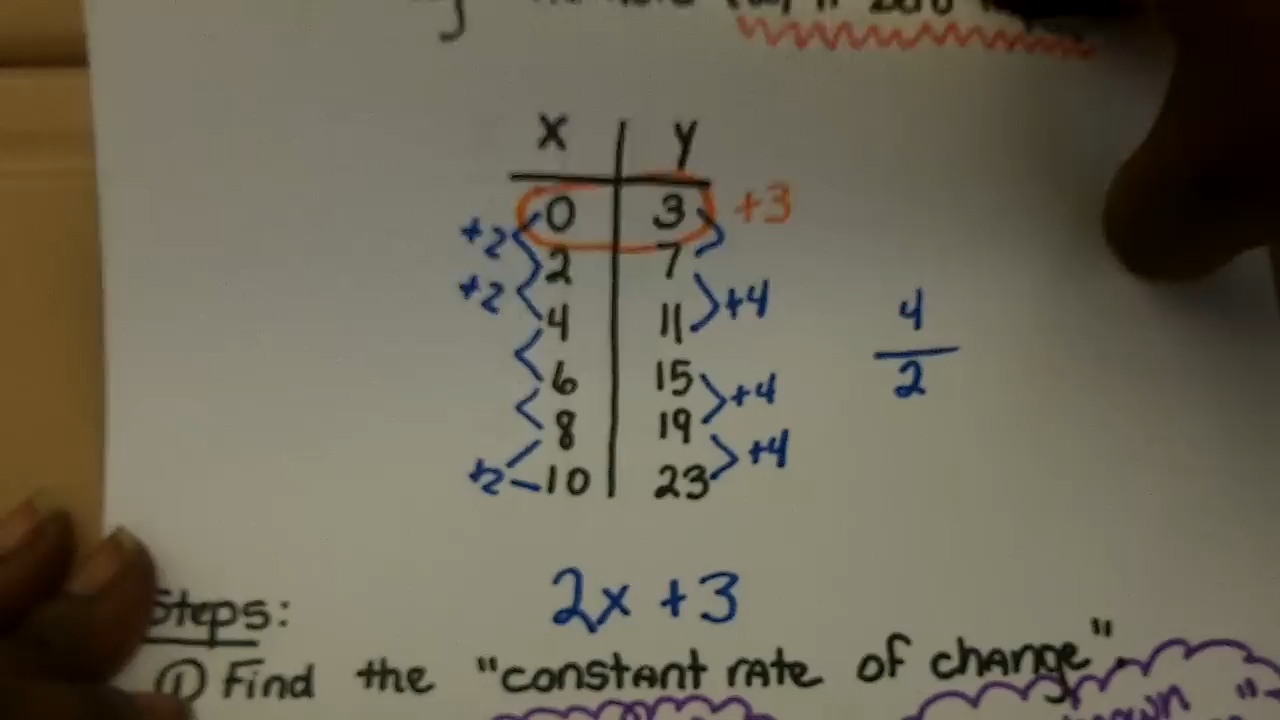 x y
0 3 +3
+2
2 7
+2 +4
4 11
4
2
6 15
+4
8 19
+4
+2 10 23
2x +3
Steps:
① Find the "constant rate of change"